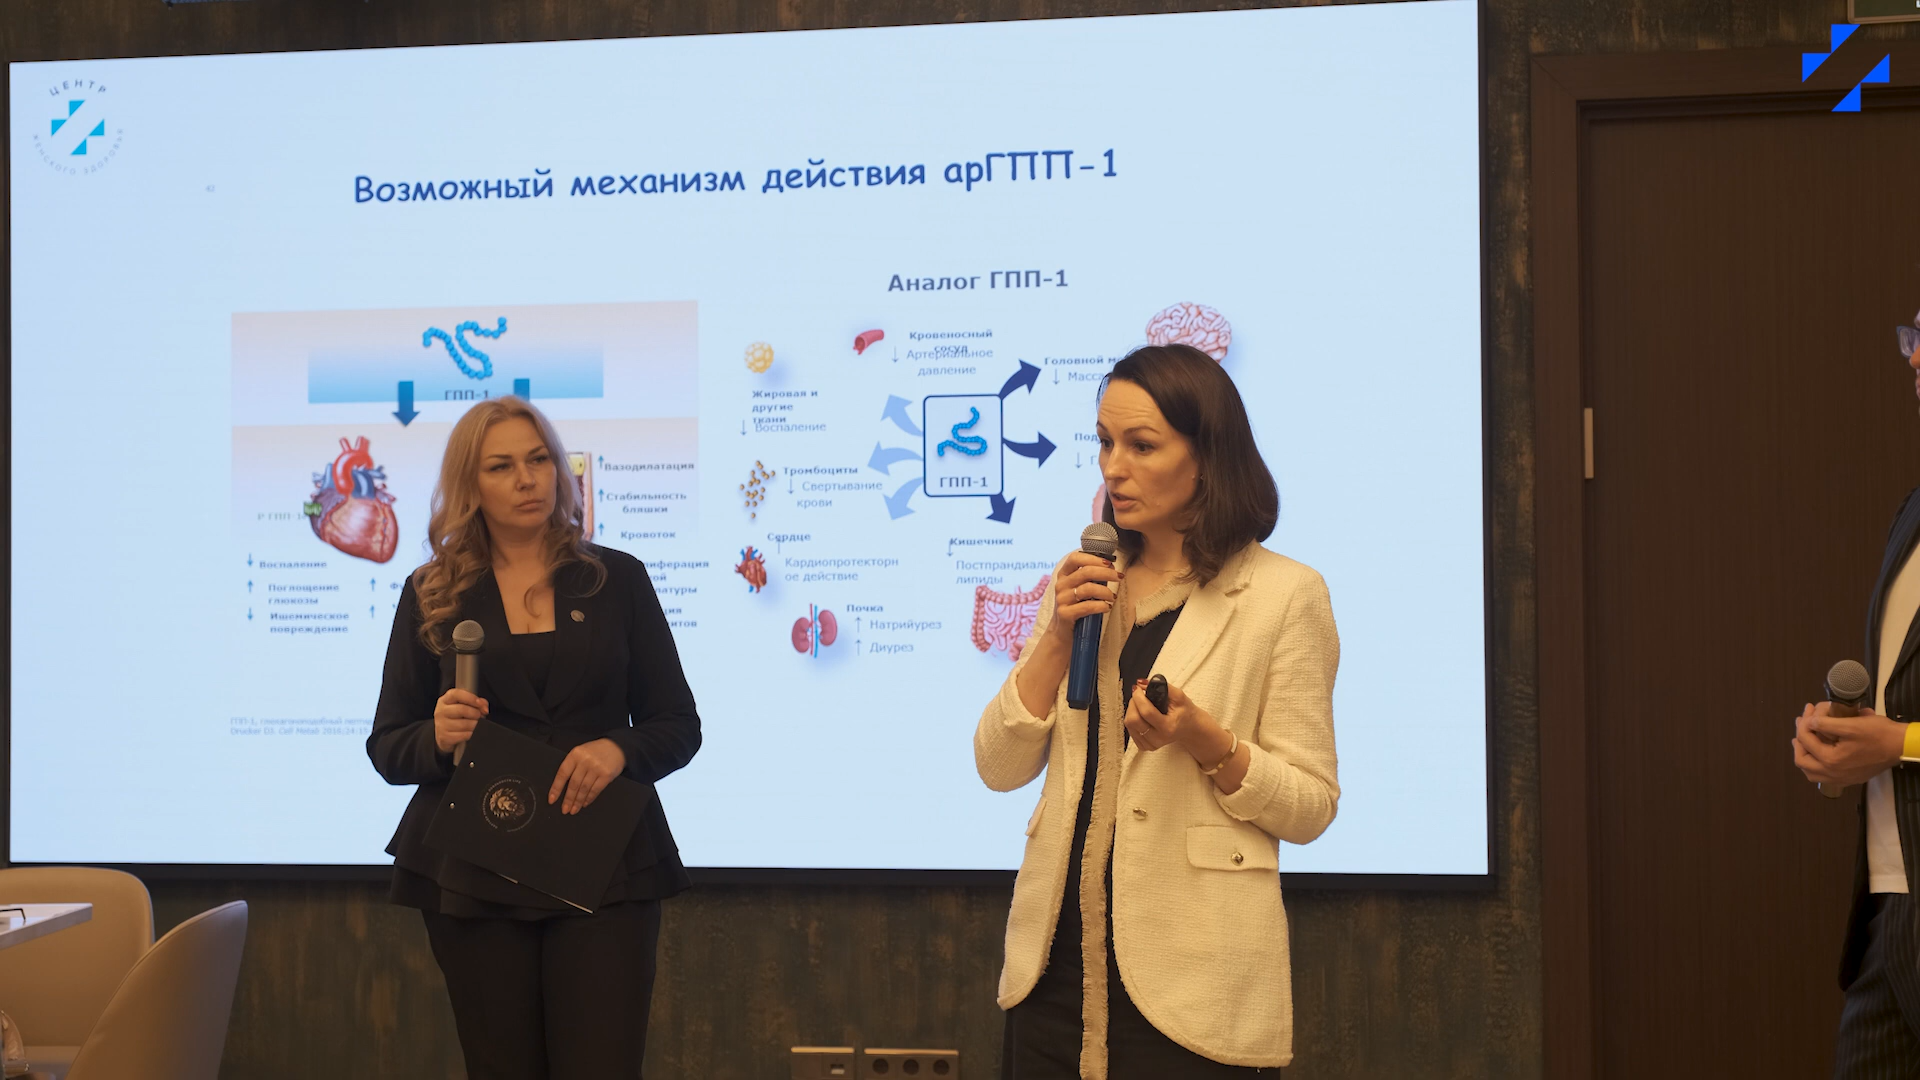 ЦЕНТР
ЖЕНСКОГО ЗДОРОВЬЯ
Возможный механизм действия арГПП-1
ГПП-1
Вазодилатация
Стабильность
бляшки
Кровоток
Воспаление
Поглощение
глюкозы
Ишемическое
повреждение
Аналог ГПП-1
Кровеносный
сосуд
↓ Артериальное
давление
Жировая и
другие
ткани
↓ Воспаление
Тромбоциты
↓ Свертывание
крови
Сердце
Кардиопротекторн
ое действие
Почка
↑ Натрийурез
↑ Диурез
ГПП-1
Головной
↓ Масса
Кишечник
липиды